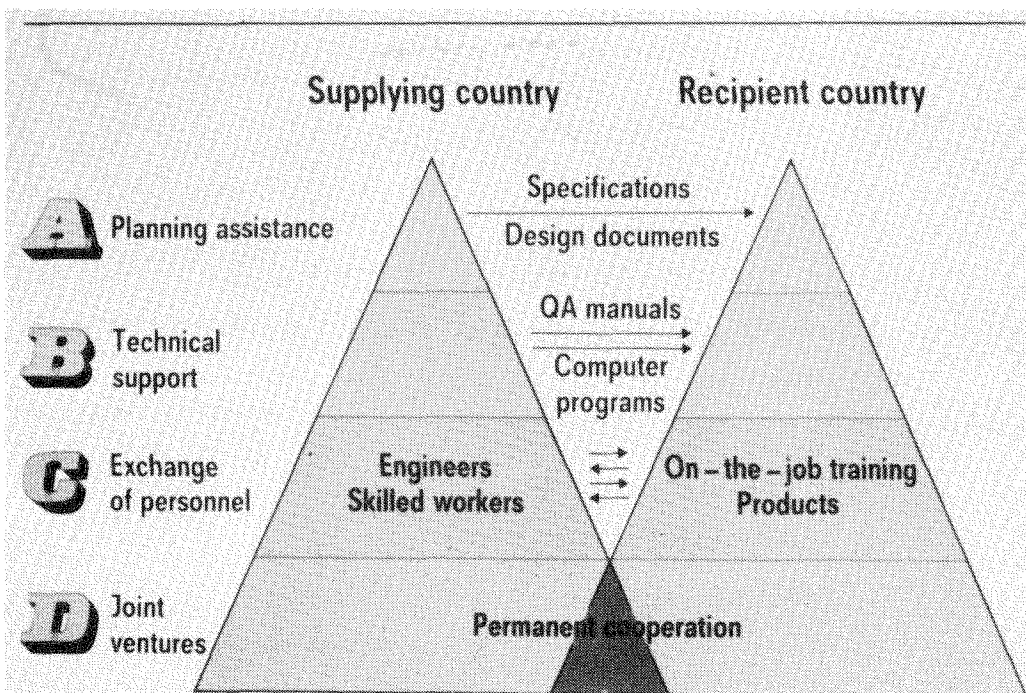 Supplying country
Recipient country
A
Planning assistance
Specifications
Design documents
B
Technical
support
QA manuals
Computer
programs
C
Exchange
of personnel
Engineers
Skilled workers
On – the – job training
Products
D
Joint
ventures
Permanent cooperation